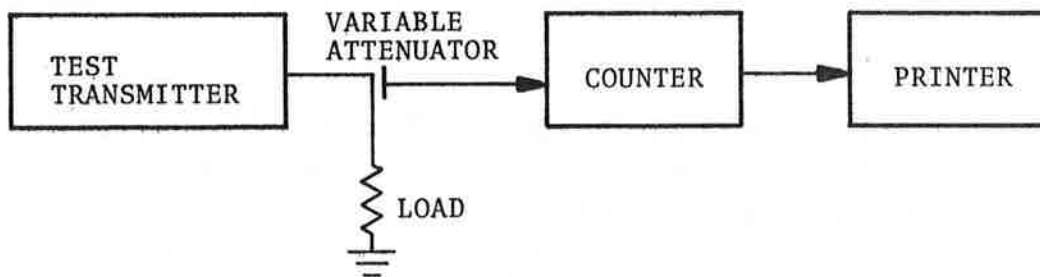 TEST
TRANSMITTER
VARIABLE
ATTENUATOR
COUNTER
PRINTER
LOAD